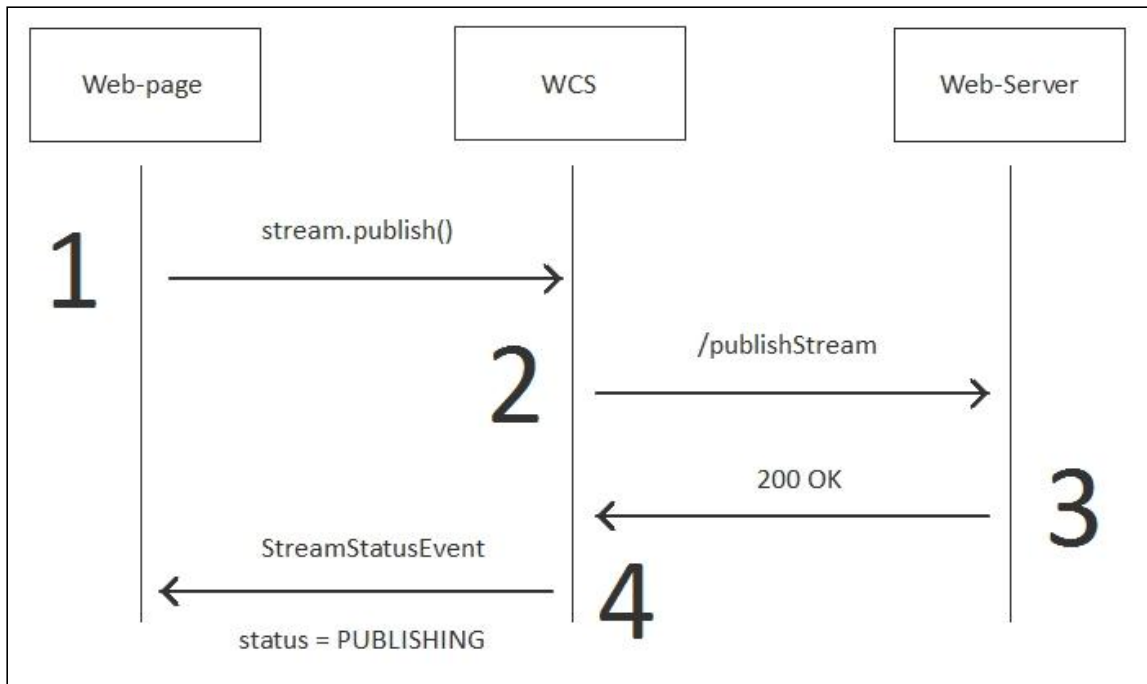 Web-page
WCS
Web-Server
stream.publish()
1
/publishStream
2
200 OK
3
StreamStatusEvent
4
status = PUBLISHING